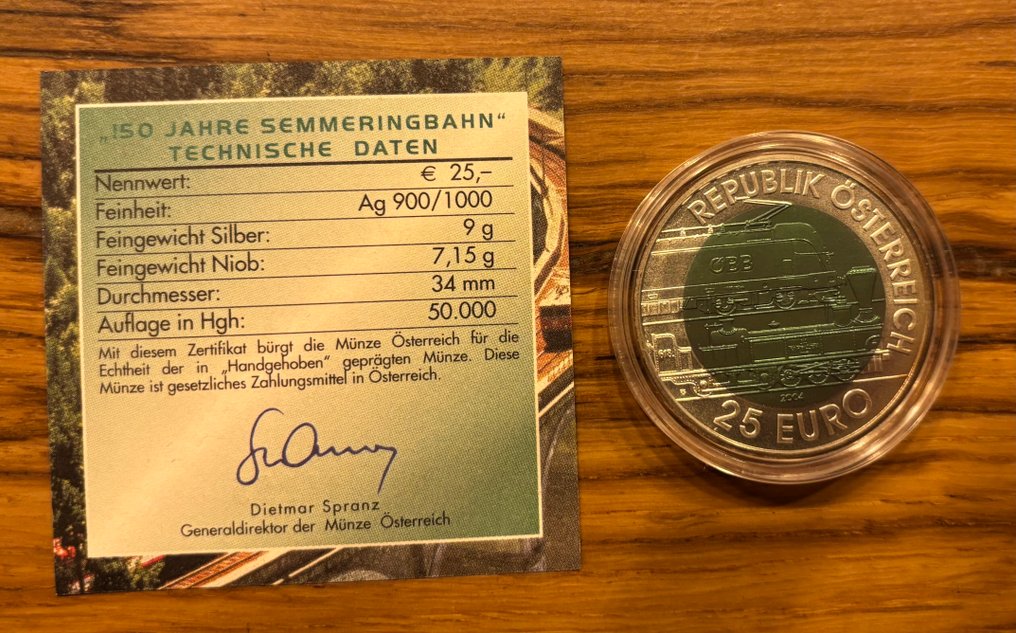 „150 JAHRE SEMMERINGBAHN“
TECHNISCHE DATEN
Nennwert: € 25,–
Feinheit: Ag 900/1000
Feingewicht Silber: 9 g
Feingewicht Niob: 7,15 g
Durchmesser: 34 mm
Auflage in Hgh: 50.000
Mit diesem Zertifikat bürgt die Münze Österreich für die
Echtheit der in „Handgehoben“ geprägten Münze. Diese
Münze ist gesetzliches Zahlungsmittel in Österreich.
Dietmar Spranz
Generaldirektor der Münze Österreich
REPUBLIK ÖSTERREICH
ÖBB
2004
25 EURO